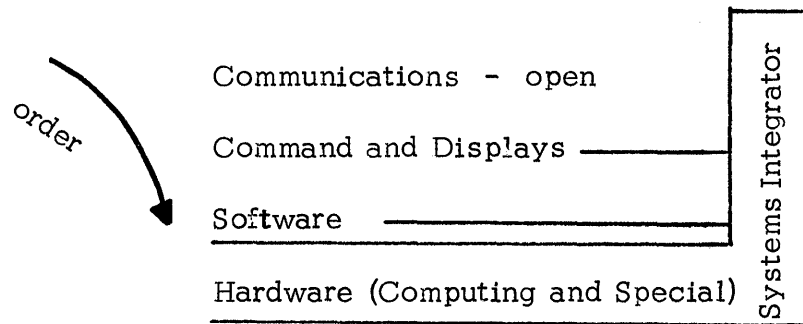 order
Communications - open
Command and Displays
Software
Hardware (Computing and Special)
Systems Integrator